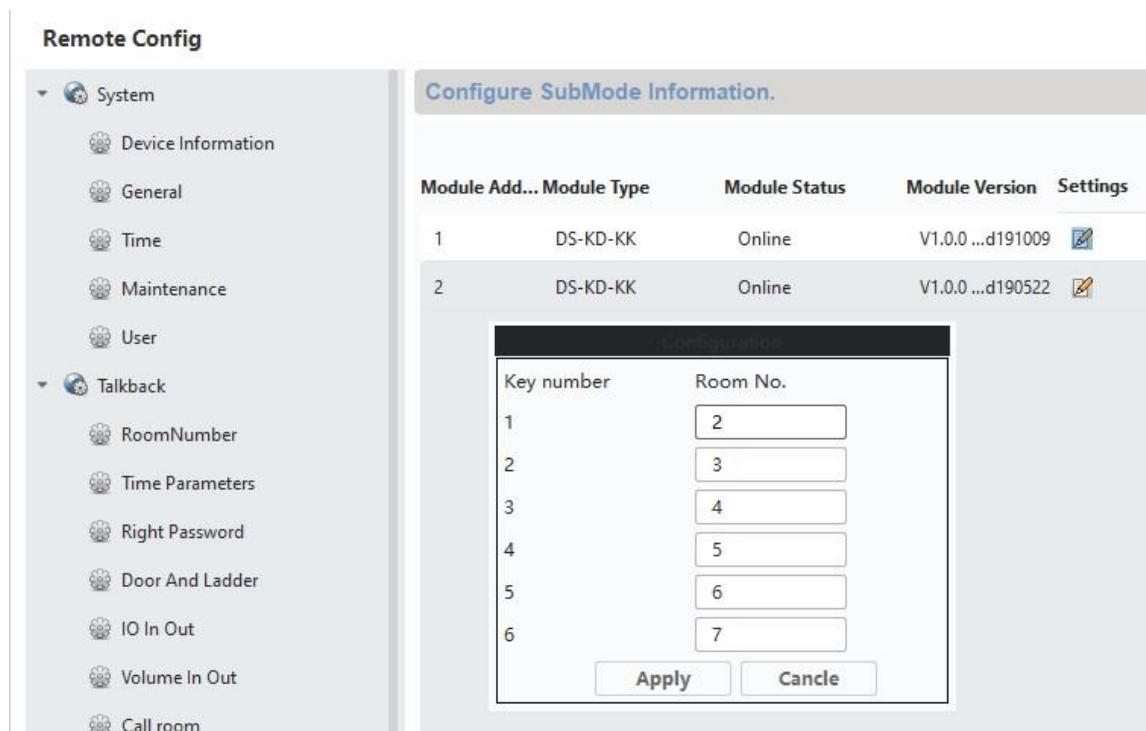 Remote Config
System
Device Information
General
Time
Maintenance
User
Talkback
RoomNumber
Time Parameters
Right Password
Door And Ladder
IO In Out
Volume In Out
Call room
Configure SubMode Information.
Module Add... Module Type Module Status Module Version Settings
1 DS-KD-KK Online V1.0.0 ...d191009
2 DS-KD-KK Online V1.0.0 ...d190522
Configuration
Key number Room No.
1 2
2 3
3 4
4 5
5 6
6 7
Apply Cancle